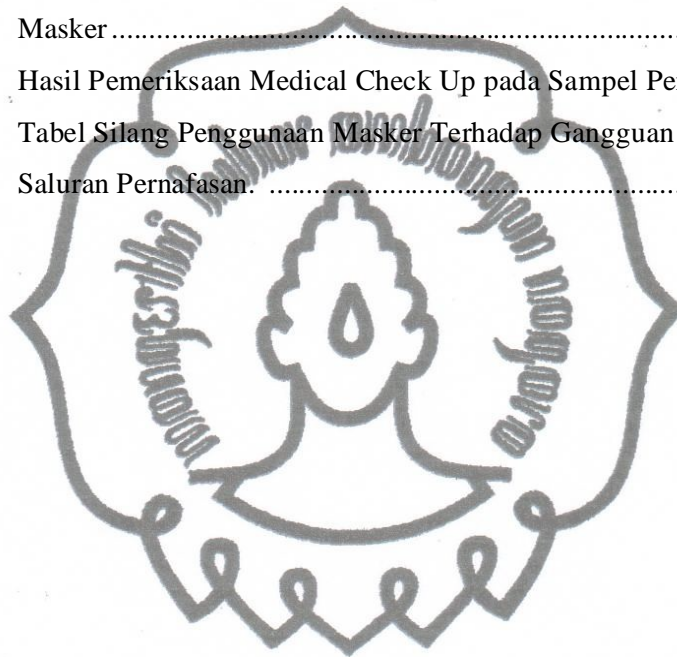 Masker ................................................................................
Hasil Pemeriksaan Medical Check Up pada Sampel Pe
Tabel Silang Penggunaan Masker Terhadap Gangguan
Saluran Pernafasan. ............................................................